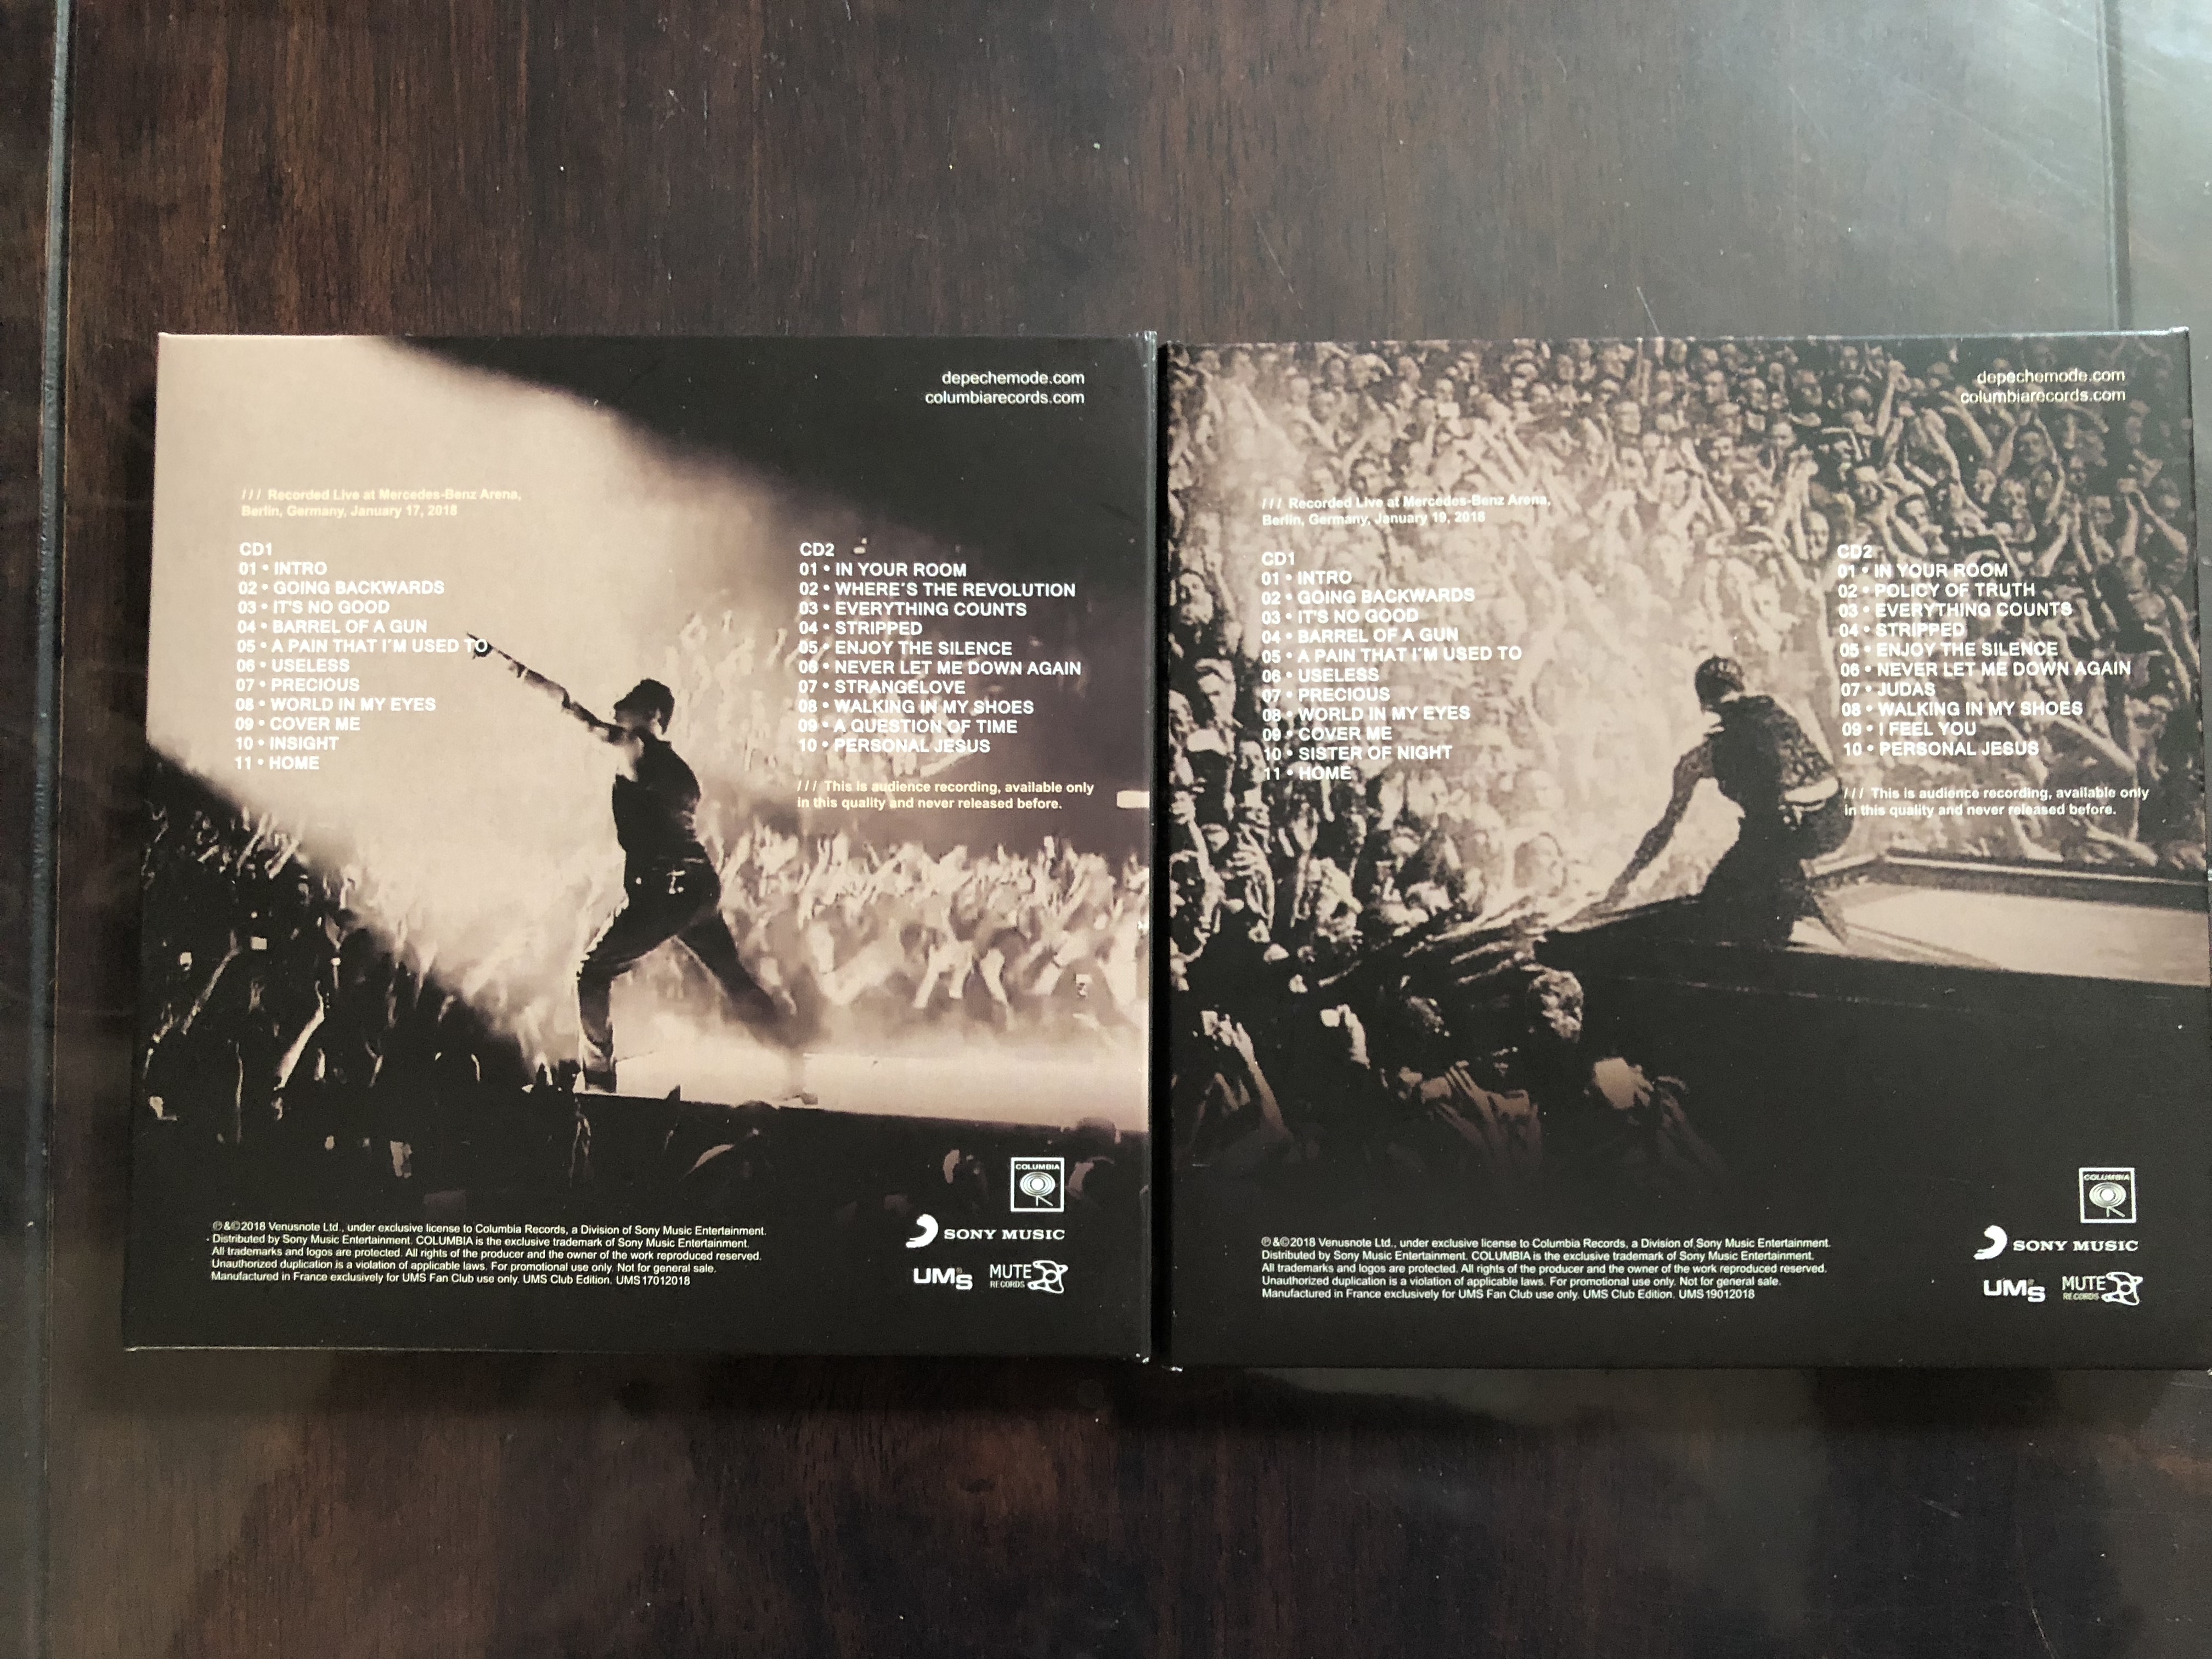 depechemode.com
columbiarecords.com
/// Recorded Live at Mercedes-Benz Arena,
Berlin, Germany, January 17, 2018
CD1
01 • INTRO
02 • GOING BACKWARDS
03 • IT'S NO GOOD
04 • BARREL OF A GUN
05 • A PAIN THAT I´M USED TO
06 • USELESS
07 • PRECIOUS
08 • WORLD IN MY EYES
09 • COVER ME
10 • INSIGHT
11 • HOME
CD2
01 • IN YOUR ROOM
02 • WHERE´S THE REVOLUTION
03 • EVERYTHING COUNTS
04 • STRIPPED
05 • ENJOY THE SILENCE
06 • NEVER LET ME DOWN AGAIN
07 • STRANGELOVE
08 • WALKING IN MY SHOES
09 • A QUESTION OF TIME
10 • PERSONAL JESUS
/// This is audience recording, available only
in this quality and never released before.
℗&©2018 Venusnote Ltd., under exclusive license to Columbia Records, a Division of Sony Music Entertainment.
Distributed by Sony Music Entertainment. COLUMBIA is the exclusive trademark of Sony Music Entertainment.
All trademarks and logos are protected. All rights of the producer and the owner of the work reproduced reserved.
Unauthorized duplication is a violation of applicable laws. For promotional use only. Not for general sale.
Manufactured in France exclusively for UMS Fan Club use only. UMS Club Edition. UMS17012018
COLUMBIA
SONY MUSIC
UMS
MUTE
RECORDS
depechemode.com
columbiarecords.com
/// Recorded Live at Mercedes-Benz Arena,
Berlin, Germany, January 19, 2018
CD1
01 • INTRO
02 • GOING BACKWARDS
03 • IT'S NO GOOD
04 • BARREL OF A GUN
05 • A PAIN THAT I´M USED TO
06 • USELESS
07 • PRECIOUS
08 • WORLD IN MY EYES
09 • COVER ME
10 • SISTER OF NIGHT
11 • HOME
CD2
01 • IN YOUR ROOM
02 • POLICY OF TRUTH
03 • EVERYTHING COUNTS
04 • STRIPPED
05 • ENJOY THE SILENCE
06 • NEVER LET ME DOWN AGAIN
07 • JUDAS
08 • WALKING IN MY SHOES
09 • I FEEL YOU
10 • PERSONAL JESUS
/// This is audience recording, available only
in this quality and never released before.
℗&©2018 Venusnote Ltd., under exclusive license to Columbia Records, a Division of Sony Music Entertainment.
Distributed by Sony Music Entertainment. COLUMBIA is the exclusive trademark of Sony Music Entertainment.
All trademarks and logos are protected. All rights of the producer and the owner of the work reproduced reserved.
Unauthorized duplication is a violation of applicable laws. For promotional use only. Not for general sale.
Manufactured in France exclusively for UMS Fan Club use only. UMS Club Edition. UMS19012018
COLUMBIA
SONY MUSIC
UMS
MUTE
RECORDS